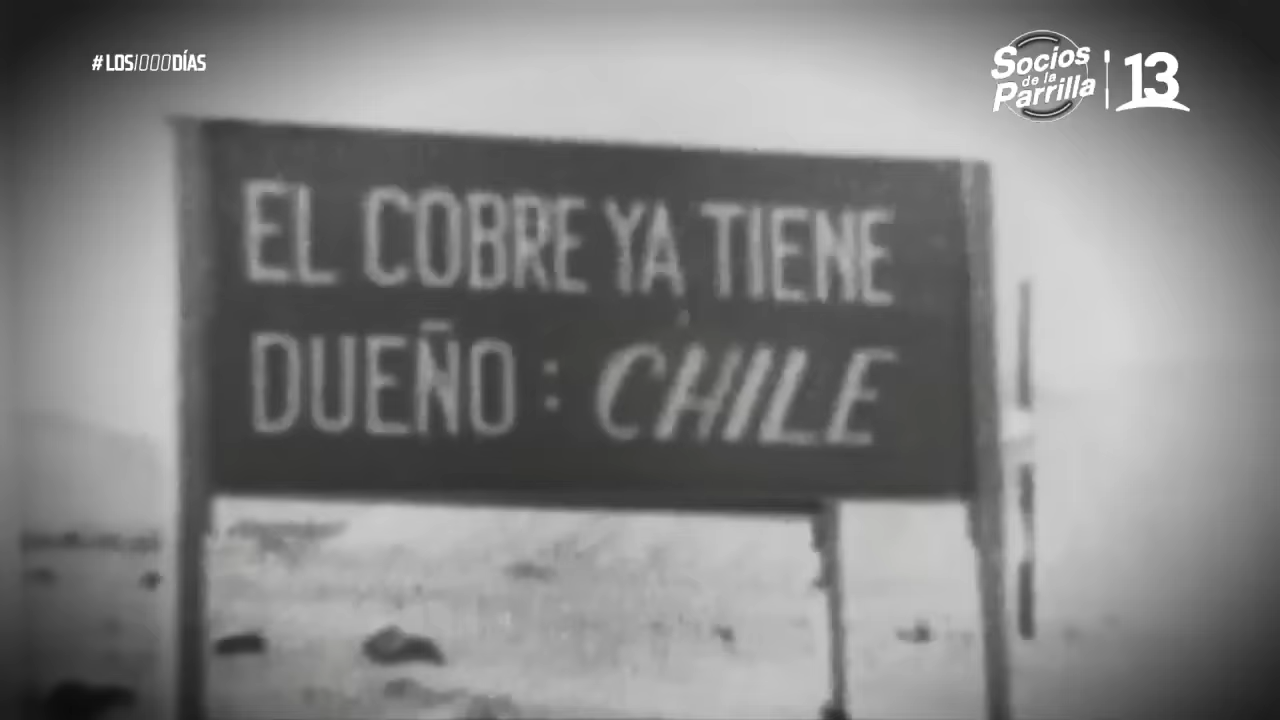 #LOS1000DÍAS
Socios
de la
Parrilla
13
EL COBRE YA TIENE
DUEÑO: CHILE